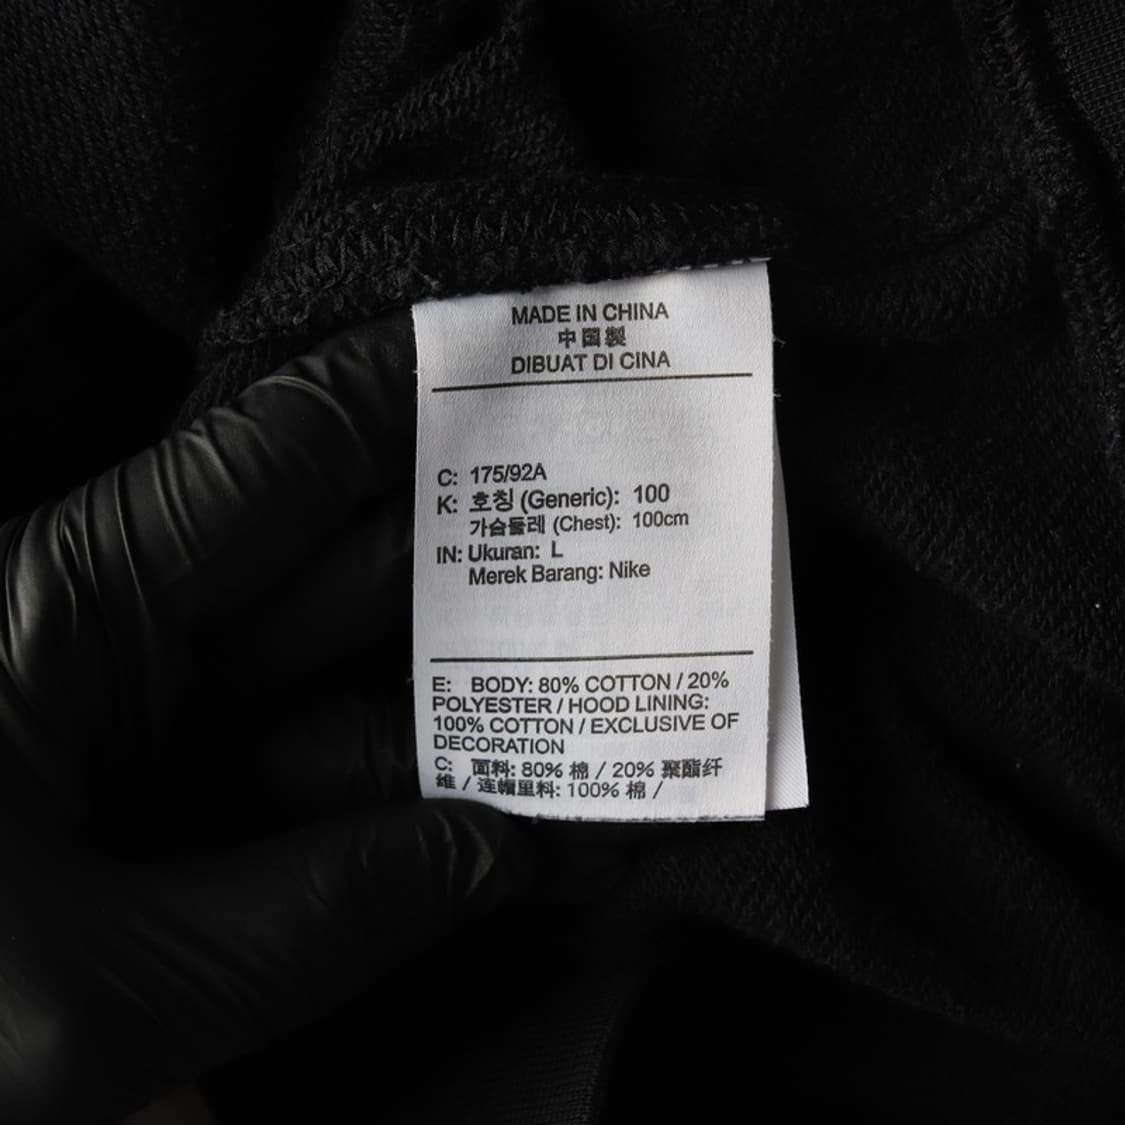 MADE IN CHINA
中国製
DIBUAT DI CINA
C: 175/92A
K: 호칭 (Generic): 100
가슴둘레 (Chest): 100cm
IN: Ukuran: L
Merek Barang: Nike
E: BODY: 80% COTTON / 20%
POLYESTER / HOOD LINING:
100% COTTON / EXCLUSIVE OF
DECORATION
C: 面料: 80% 棉 / 20% 聚酯纤
维 / 连帽里料: 100% 棉 /